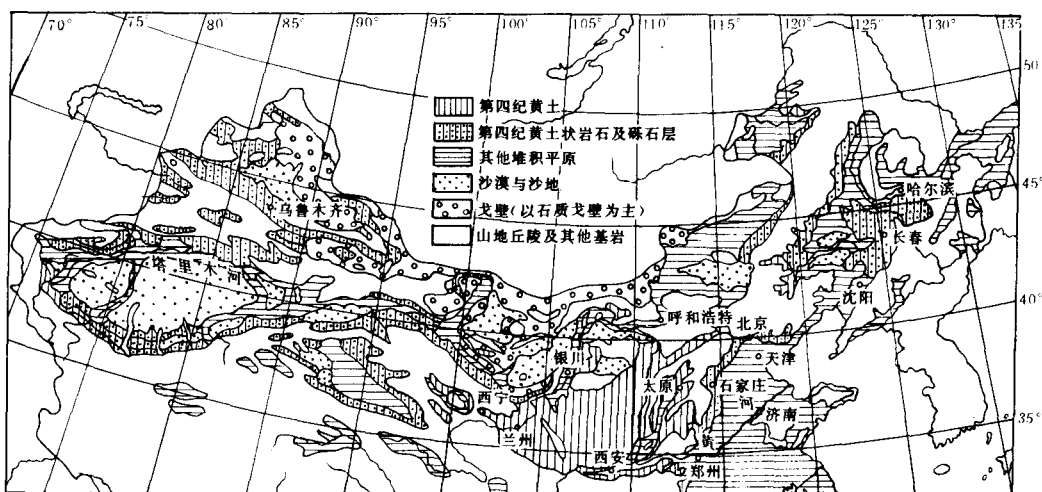 70° 75° 80° 85° 90° 95° 100° 105° 110° 115° 120° 125° 130° 135
50
45°
40°
35°
第四纪黄土
第四纪黄土状岩石及砾石层
其他堆积平原
沙漠与沙地
戈壁(以石质戈壁为主)
山地丘陵及其他基岩
乌鲁木齐
塔里木河
哈尔滨
长春
沈阳
呼和浩特
北京
天津
银川
太原
石家庄
西宁
济南
兰州
黄河
西安
郑州